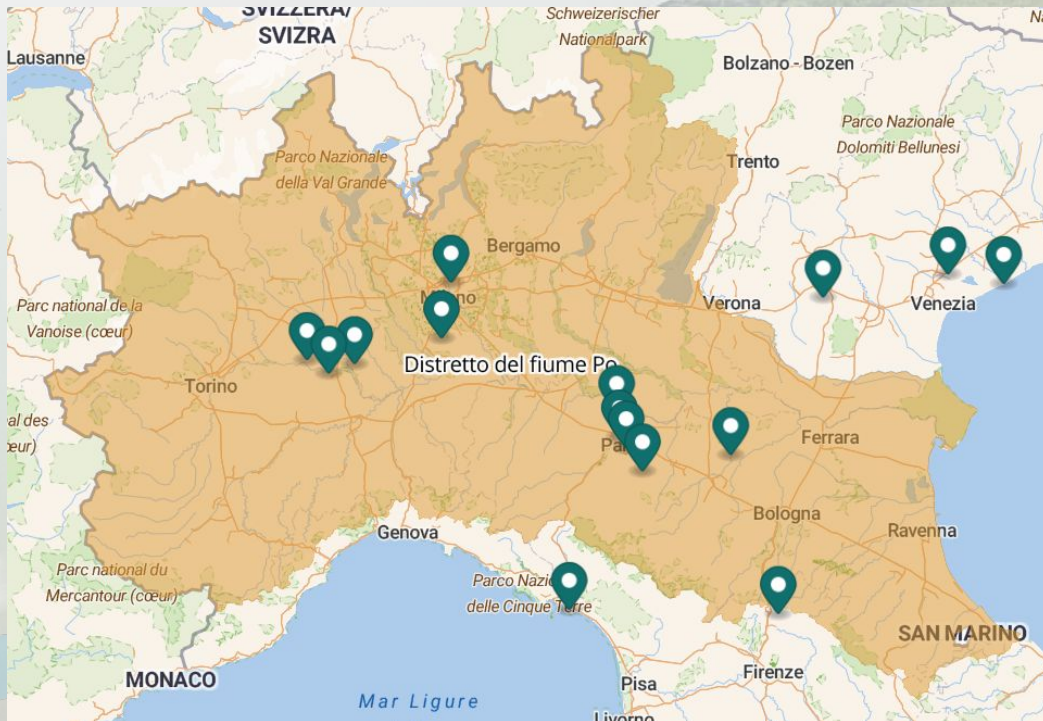 SVIZZERA/
SVIZRA
Schweizerischer
Nationalpark
Lausanne
Bolzano - Bozen
Parco Nazionale
Dolomiti Bellunesi
Parco Nazionale
della Val Grande
Trento
Bergamo
Parc national de la
Vanoise (cœur)
Verona
Venezia
Distretto del fiume Po
Torino
Ferrara
Bologna
Genova
Ravenna
Parc national du
Mercantour (cœur)
delle Cinque Terre
SAN MARINO
MONACO
Firenze
Pisa
Mar Ligure
Livorno